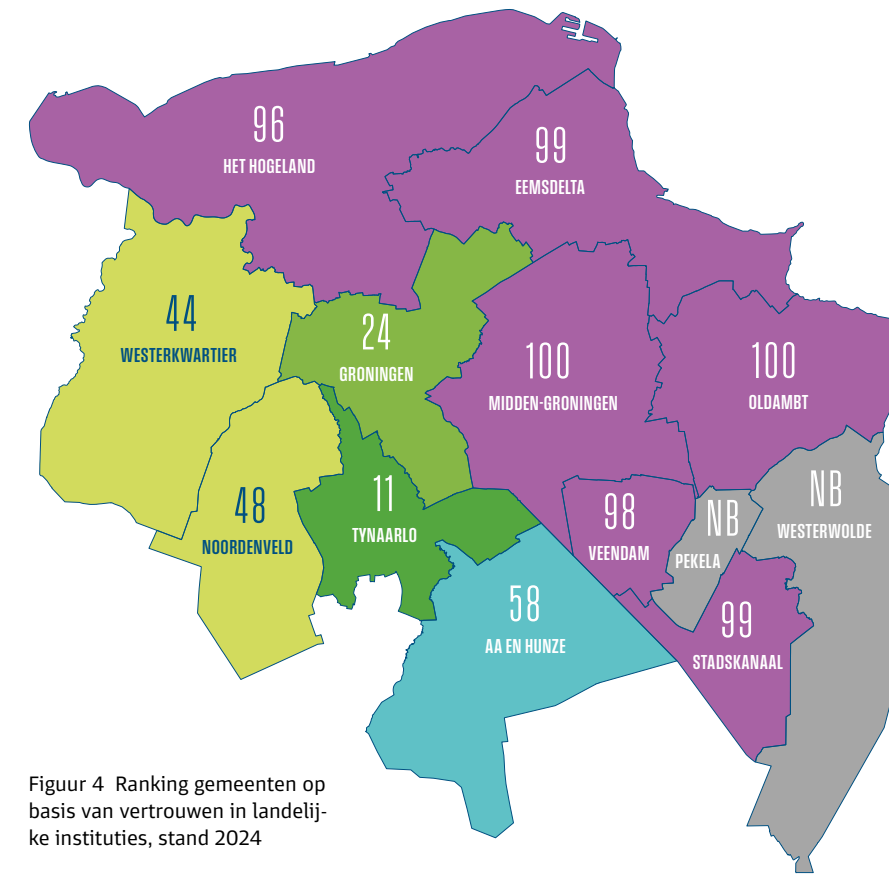 96
HET HOGELAND
99
EEMSDELTA
44
WESTERKWARTIER
24
GRONINGEN
100
MIDDEN-GRONINGEN
100
OLDAMBT
48
NOORDENVELD
11
TYNAARLO
98
VEENDAM
NB
PEKELA
NB
WESTERWOLDE
58
AA EN HUNZE
99
STADSKANAAL
Figuur 4 Ranking gemeenten op
basis van vertrouwen in landelij-
ke instituties, stand 2024